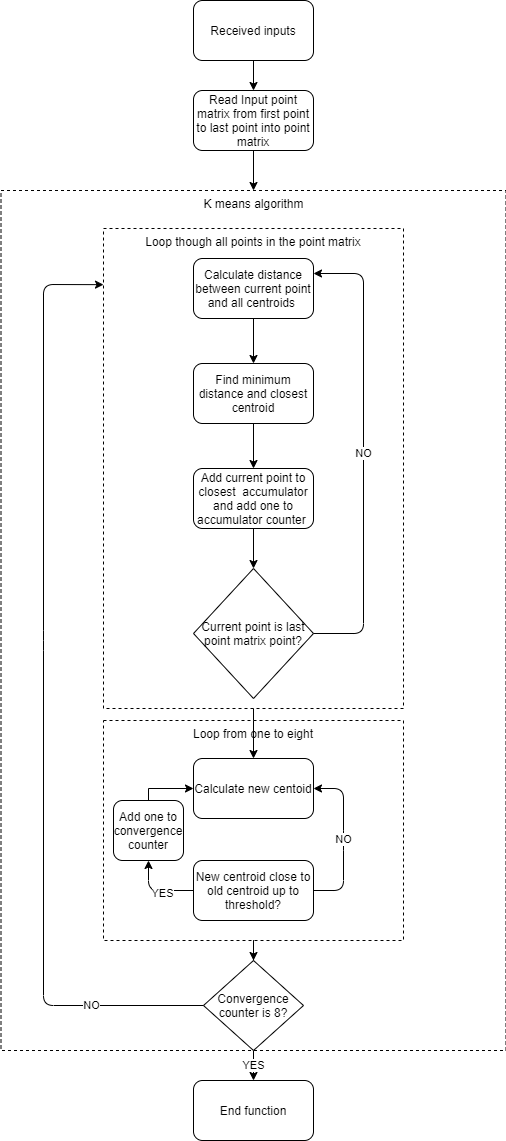 Received inputs
Read Input point
matrix from first point
to last point into point
matrix
K means algorithm
Loop though all points in the point matrix
Calculate distance
between current point
and all centroids
Find minimum
distance and closest
centroid
NO
Add current point to
closest accumulator
and add one to
accumulator counter
Current point is last
point matrix point?
Loop from one to eight
Calculate new centoid
Add one to
convergence
counter
NO
New centroid close to
old centroid up to
threshold?
YES
Convergence
counter is 8?
NO
YES
End function